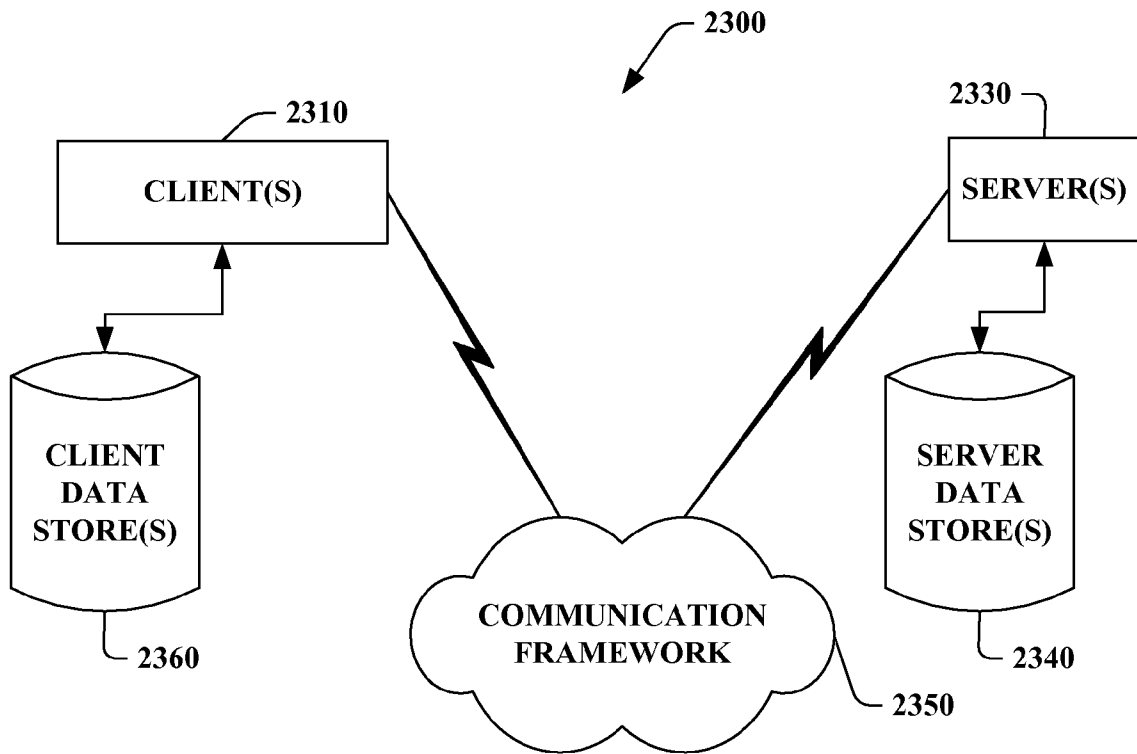 2300
2310
2330
CLIENT(S)
SERVER(S)
CLIENT
DATA
STORE(S)
SERVER
DATA
STORE(S)
COMMUNICATION
FRAMEWORK
2360
2340
2350